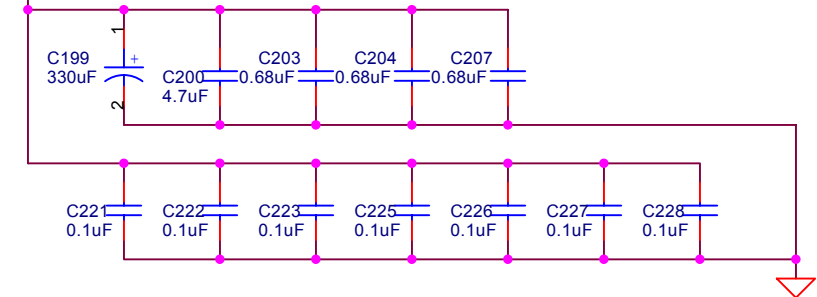 1
C199
330uF
+
2
C200
4.7uF
C203
0.68uF
C204
0.68uF
C207
0.68uF
C221
0.1uF
C222
0.1uF
C223
0.1uF
C225
0.1uF
C226
0.1uF
C227
0.1uF
C228
0.1uF